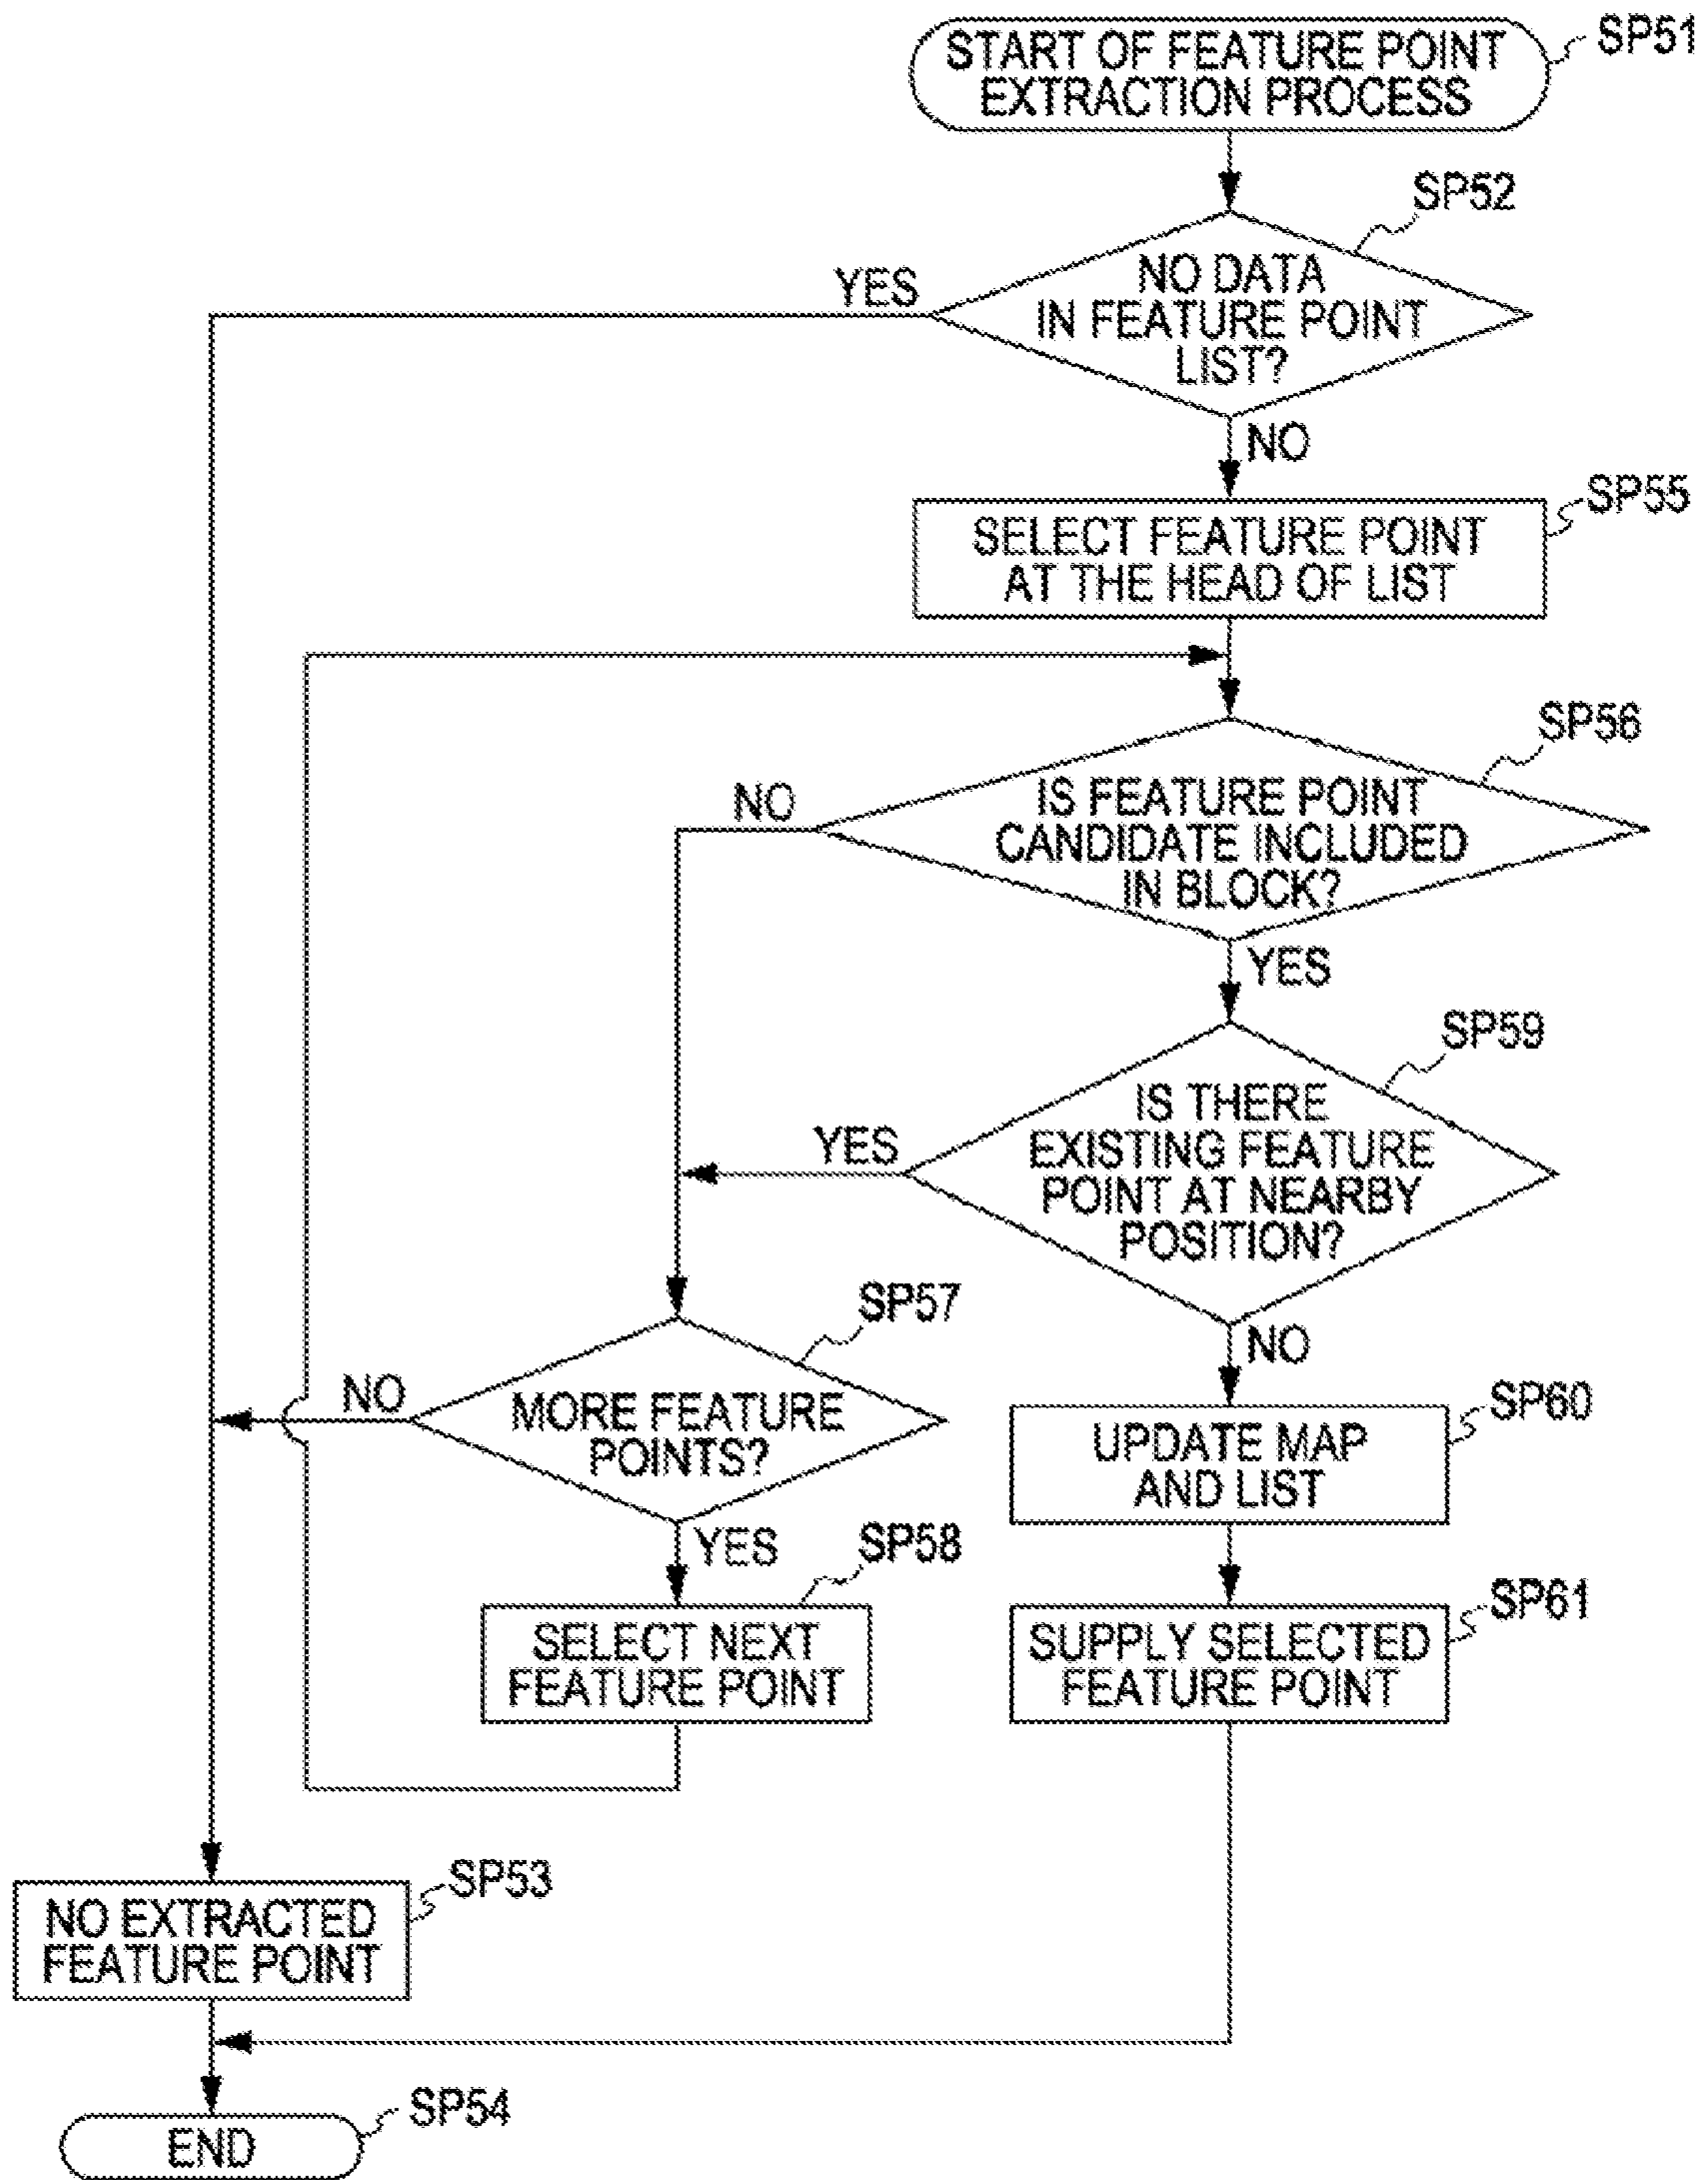 START OF FEATURE POINT
EXTRACTION PROCESS
SP51
SP52
YES
NO DATA
IN FEATURE POINT
LIST?
NO
SP55
SELECT FEATURE POINT
AT THE HEAD OF LIST
SP56
NO
IS FEATURE POINT
CANDIDATE INCLUDED
IN BLOCK?
YES
SP59
YES
IS THERE
EXISTING FEATURE
POINT AT NEARBY
POSITION?
NO
SP57
NO
MORE FEATURE
POINTS?
YES
SP60
UPDATE MAP
AND LIST
SP58
SELECT NEXT
FEATURE POINT
SP61
SUPPLY SELECTED
FEATURE POINT
SP53
NO EXTRACTED
FEATURE POINT
SP54
END